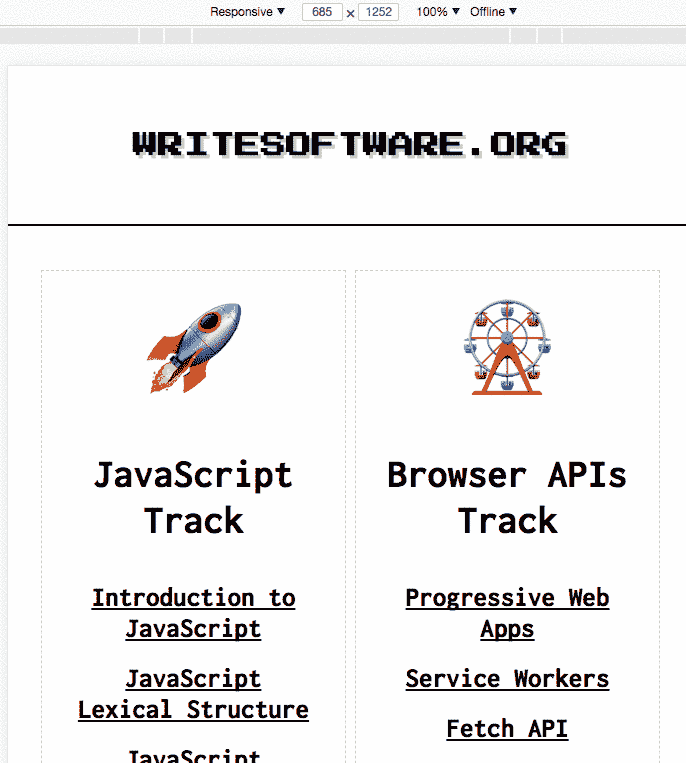 Responsive ▼ 685 × 1252 100% ▼ Offline ▼
WRITESOFTWARE.ORG
JavaScript
Track
Introduction to
JavaScript
JavaScript
Lexical Structure
JavaScript
Browser APIs
Track
Progressive Web
Apps
Service Workers
Fetch API